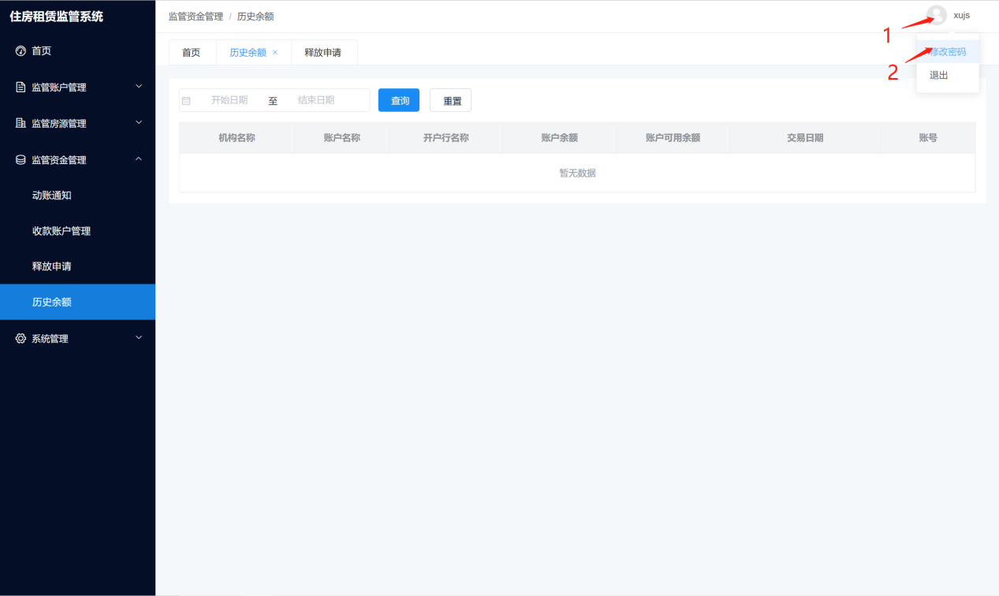 住房租赁监管系统
监管资金管理 / 历史余额
xujs
1
首页
首页 历史余额 × 释放申请
修改密码
2
退出
监管账户管理
开始日期 至 结束日期 查询 重置
监管房源管理
机构名称 账户名称 开户行名称 账户余额 账户可用余额 交易日期 账号
监管资金管理
暂无数据
动账通知
收款账户管理
释放申请
历史余额
系统管理